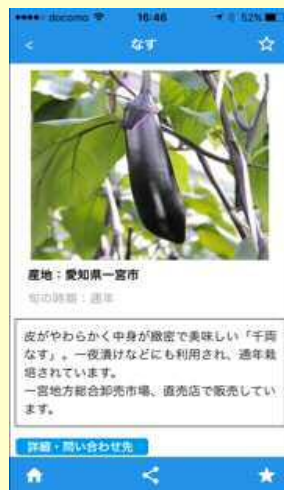 docomo 16:46 52%
< なす
産地：愛知県一宮市
旬の時期：通年
皮がやわらかく中身が緻密で美味しい「千両
なす」。一夜漬けなどにも利用され、通年栽
培されています。
一宮地方総合卸売市場、直売店で販売してい
ます。
詳細・問い合わせ先